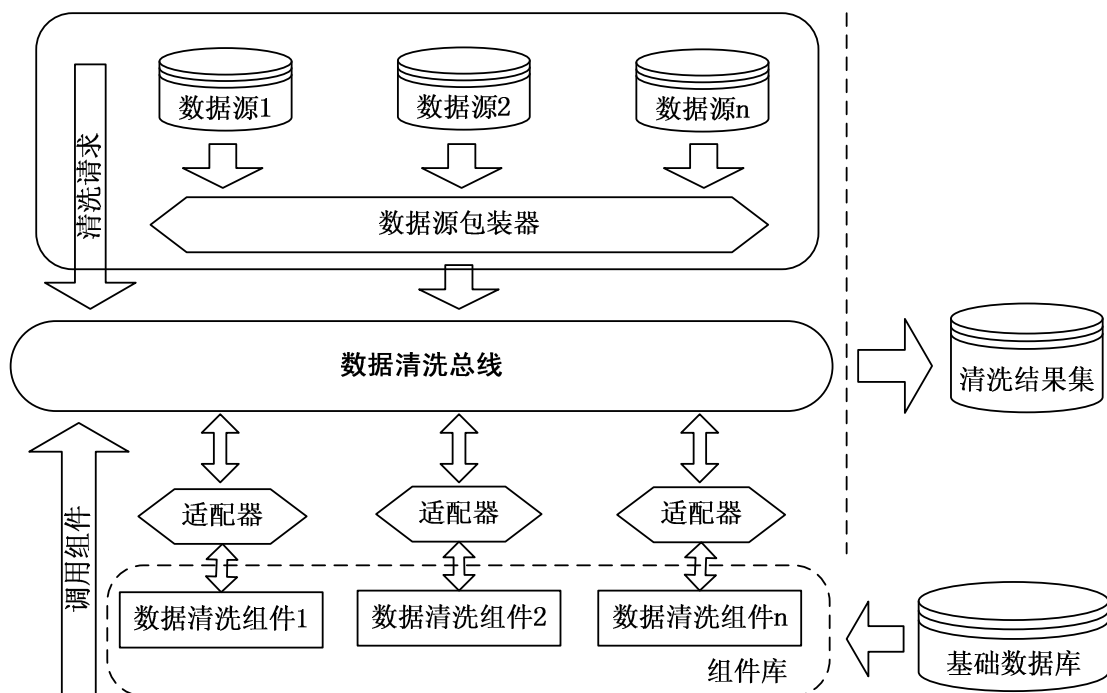 数据源1
数据源2
数据源n
清洗请求
数据源包装器
数据清洗总线
清洗结果集
适配器
适配器
适配器
调用组件
数据清洗组件1
数据清洗组件2
数据清洗组件n
组件库
基础数据库